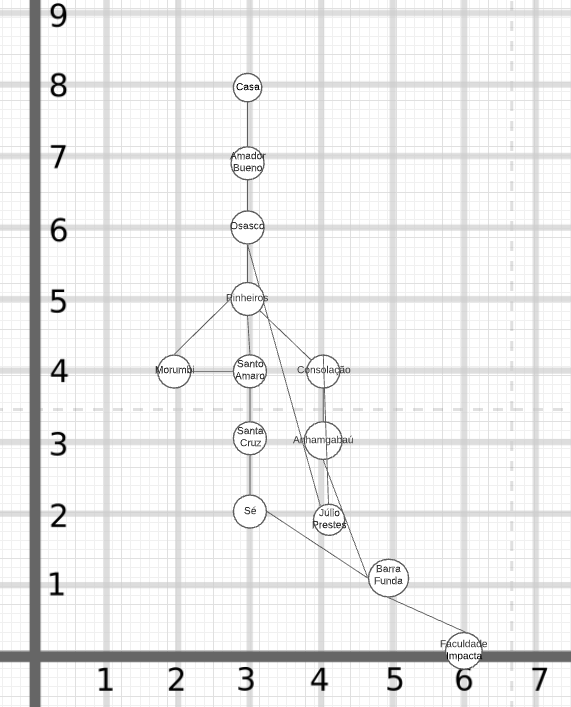 9
8
Casa
7
Amador
Bueno
6
Osasco
5
Pinheiros
4
Morumbi
Santo
Amaro
Consolação
3
Santa
Cruz
Anhamgabaú
2
Sé
Júlio
Prestes
1
Barra
Funda
Faculdade
Impacta
1
2
3
4
5
6
7